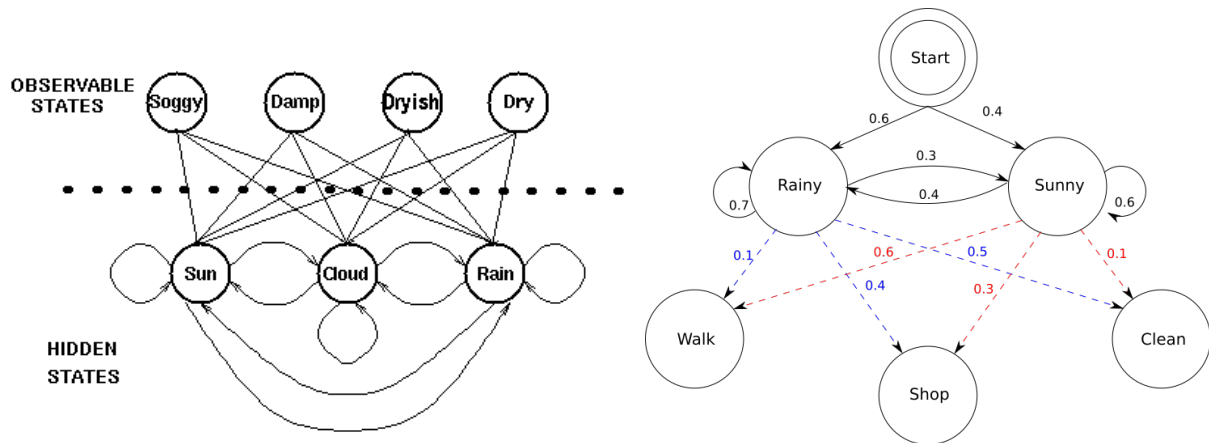 OBSERVABLE
STATES
Soggy
Damp
Dryish
Dry
Sun
Cloud
Rain
HIDDEN
STATES
Start
0.6
0.4
Rainy
0.3
Sunny
0.4
0.7
0.6
0.1
0.6
0.5
0.1
0.4
0.3
Walk
Clean
Shop